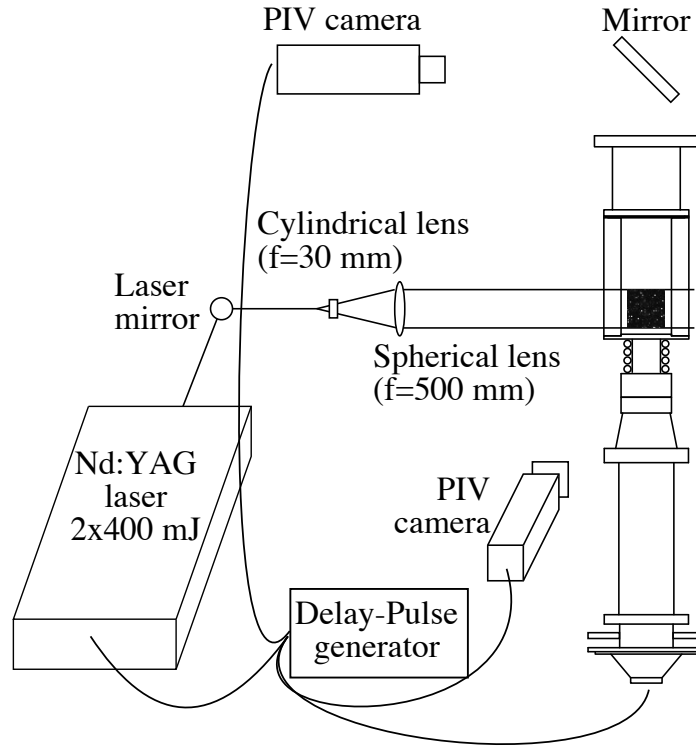 PIV camera
Mirror
Cylindrical lens
(f=30 mm)
Laser
mirror
Spherical lens
(f=500 mm)
Nd:YAG
laser
2x400 mJ
PIV
camera
Delay-Pulse
generator